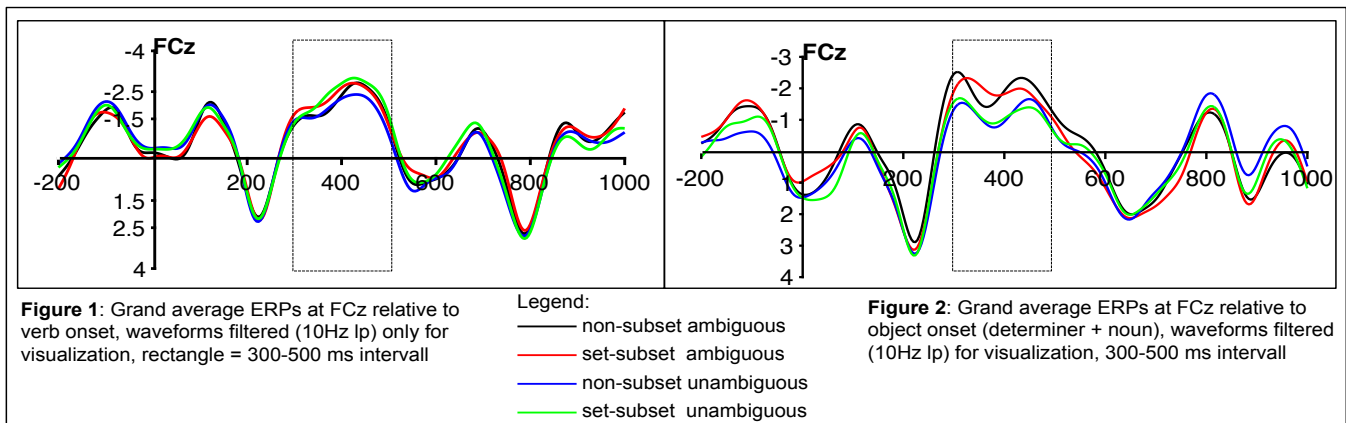 FCz
-4
-2.5
-1.5
-200
200
400
600
800
1000
1.5
2.5
4
FCz
-3
-2
-1
-200
200
400
600
800
1000
1
2
3
4
Figure 1: Grand average ERPs at FCz relative to
verb onset, waveforms filtered (10Hz lp) only for
visualization, rectangle = 300-500 ms intervall
Legend:
non-subset ambiguous
set-subset ambiguous
non-subset unambiguous
set-subset unambiguous
Figure 2: Grand average ERPs at FCz relative to
object onset (determiner + noun), waveforms filtered
(10Hz lp) for visualization, 300-500 ms intervall